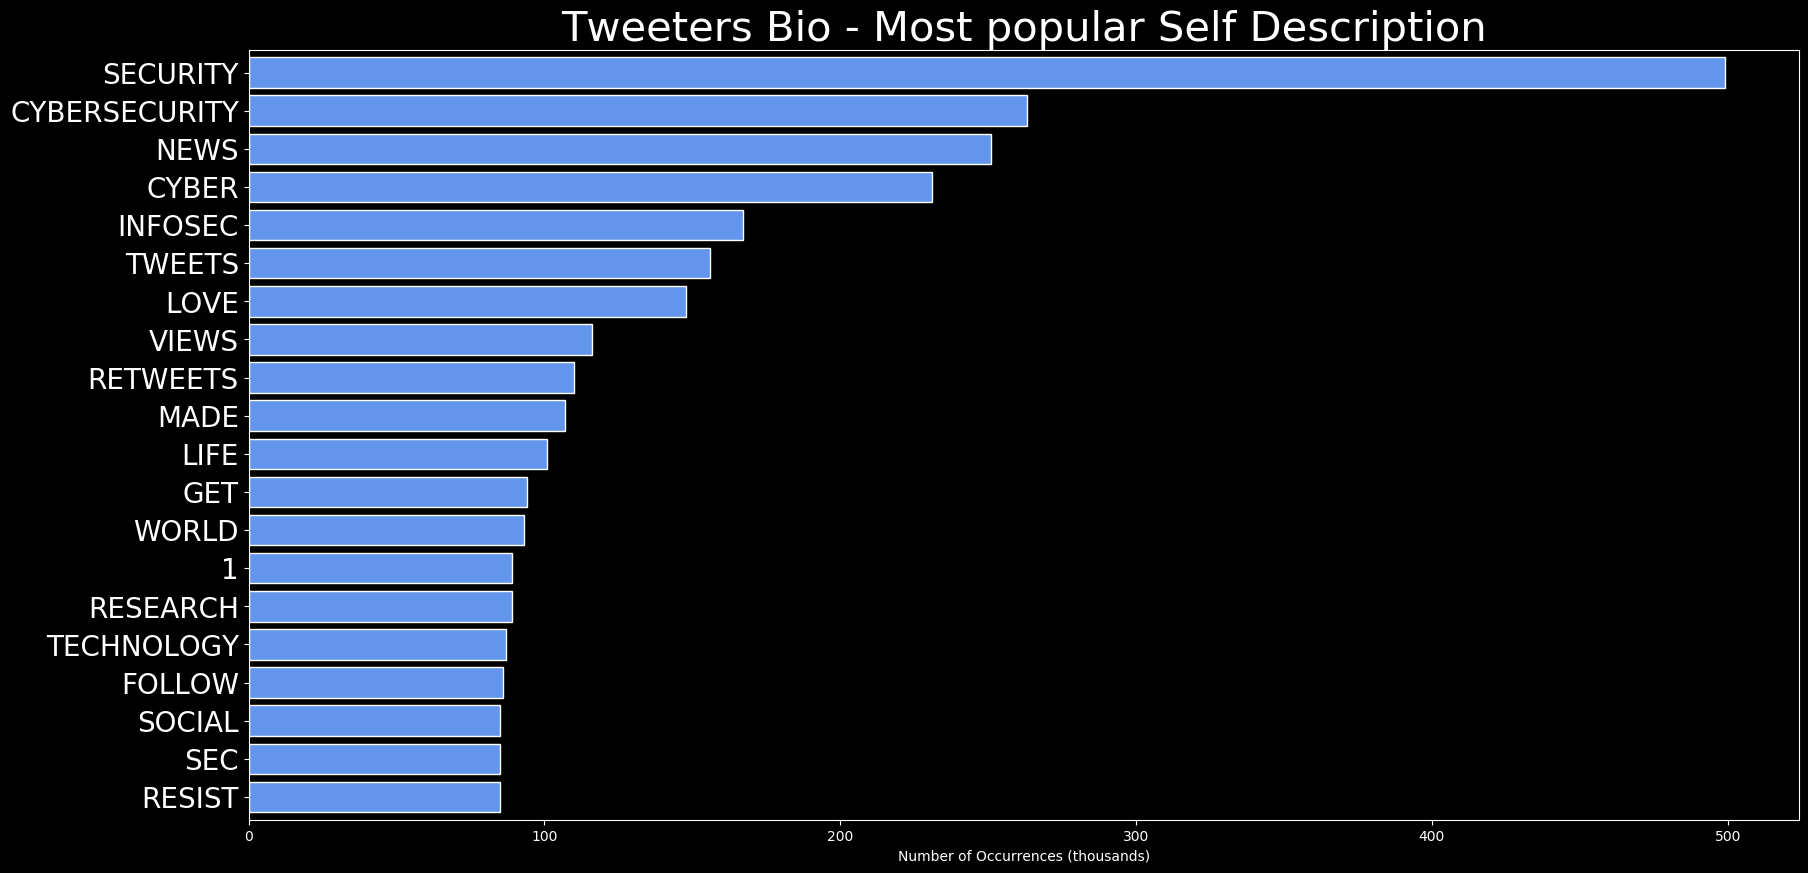 Tweeters Bio - Most popular Self Description
SECURITY
CYBERSECURITY
NEWS
CYBER
INFOSEC
TWEETS
LOVE
VIEWS
RETWEETS
MADE
LIFE
GET
WORLD
1
RESEARCH
TECHNOLOGY
FOLLOW
SOCIAL
SEC
RESIST
0 100 200 300 400 500
Number of Occurrences (thousands)